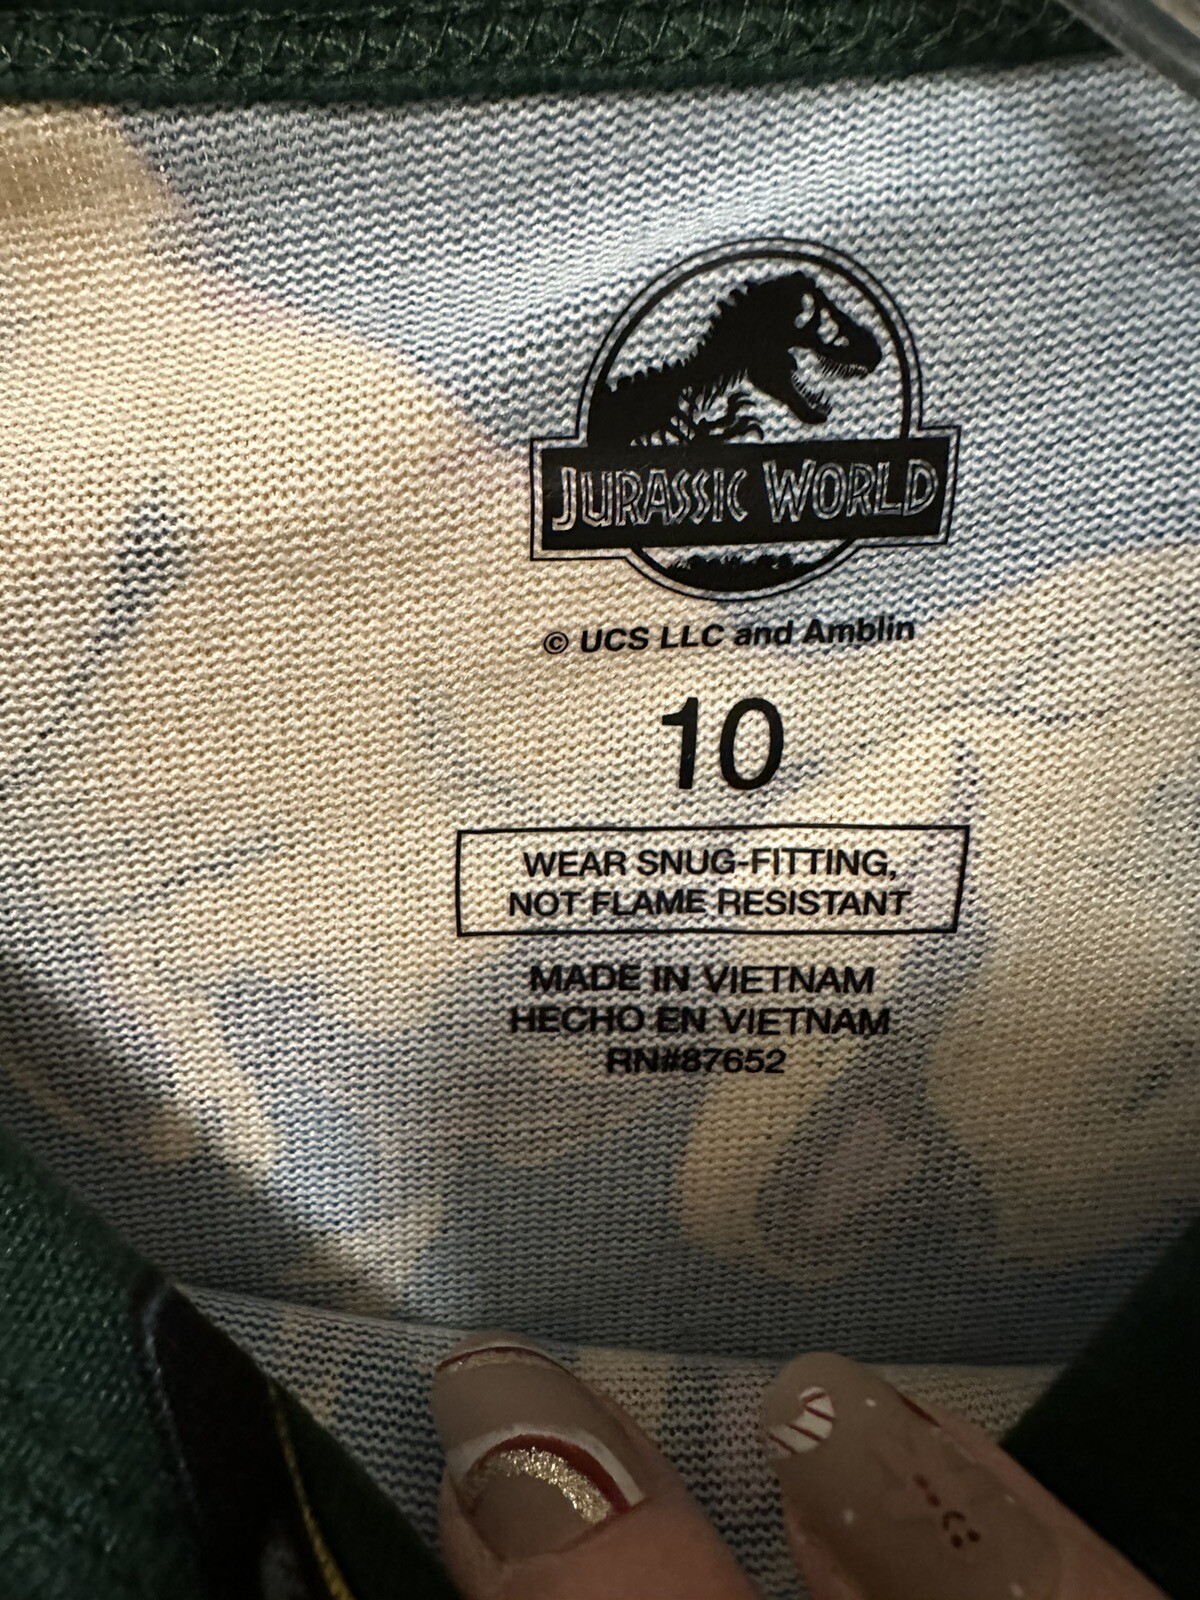 JURASSIC WORLD
© UCS LLC and Amblin
10
WEAR SNUG-FITTING,
NOT FLAME RESISTANT
MADE IN VIETNAM
HECHO EN VIETNAM
RN#87652